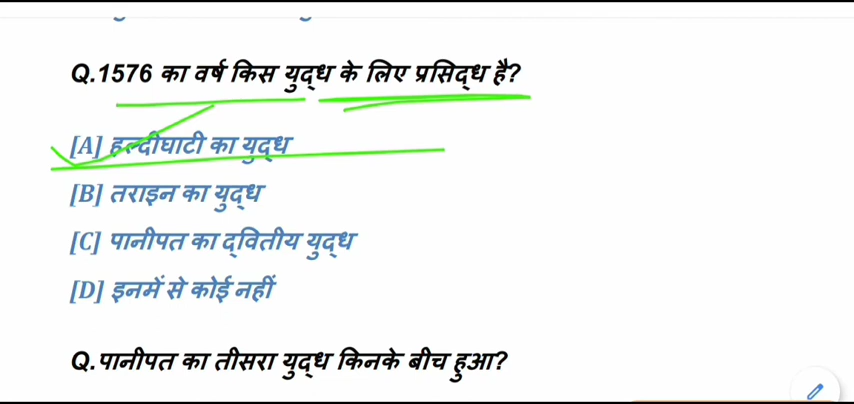 Q.1576 का वर्ष किस युद्ध के लिए प्रसिद्ध है?
[A] हल्दीघाटी का युद्ध
[B] तराइन का युद्ध
[C] पानीपत का द्वितीय युद्ध
[D] इनमें से कोई नहीं
Q.पानीपत का तीसरा युद्ध किनके बीच हुआ?